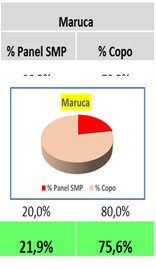 Maruca
% Panel SMP % Copo
Maruca
% Panel SMP % Copo
20,0% 80,0%
21,9% 75,6%